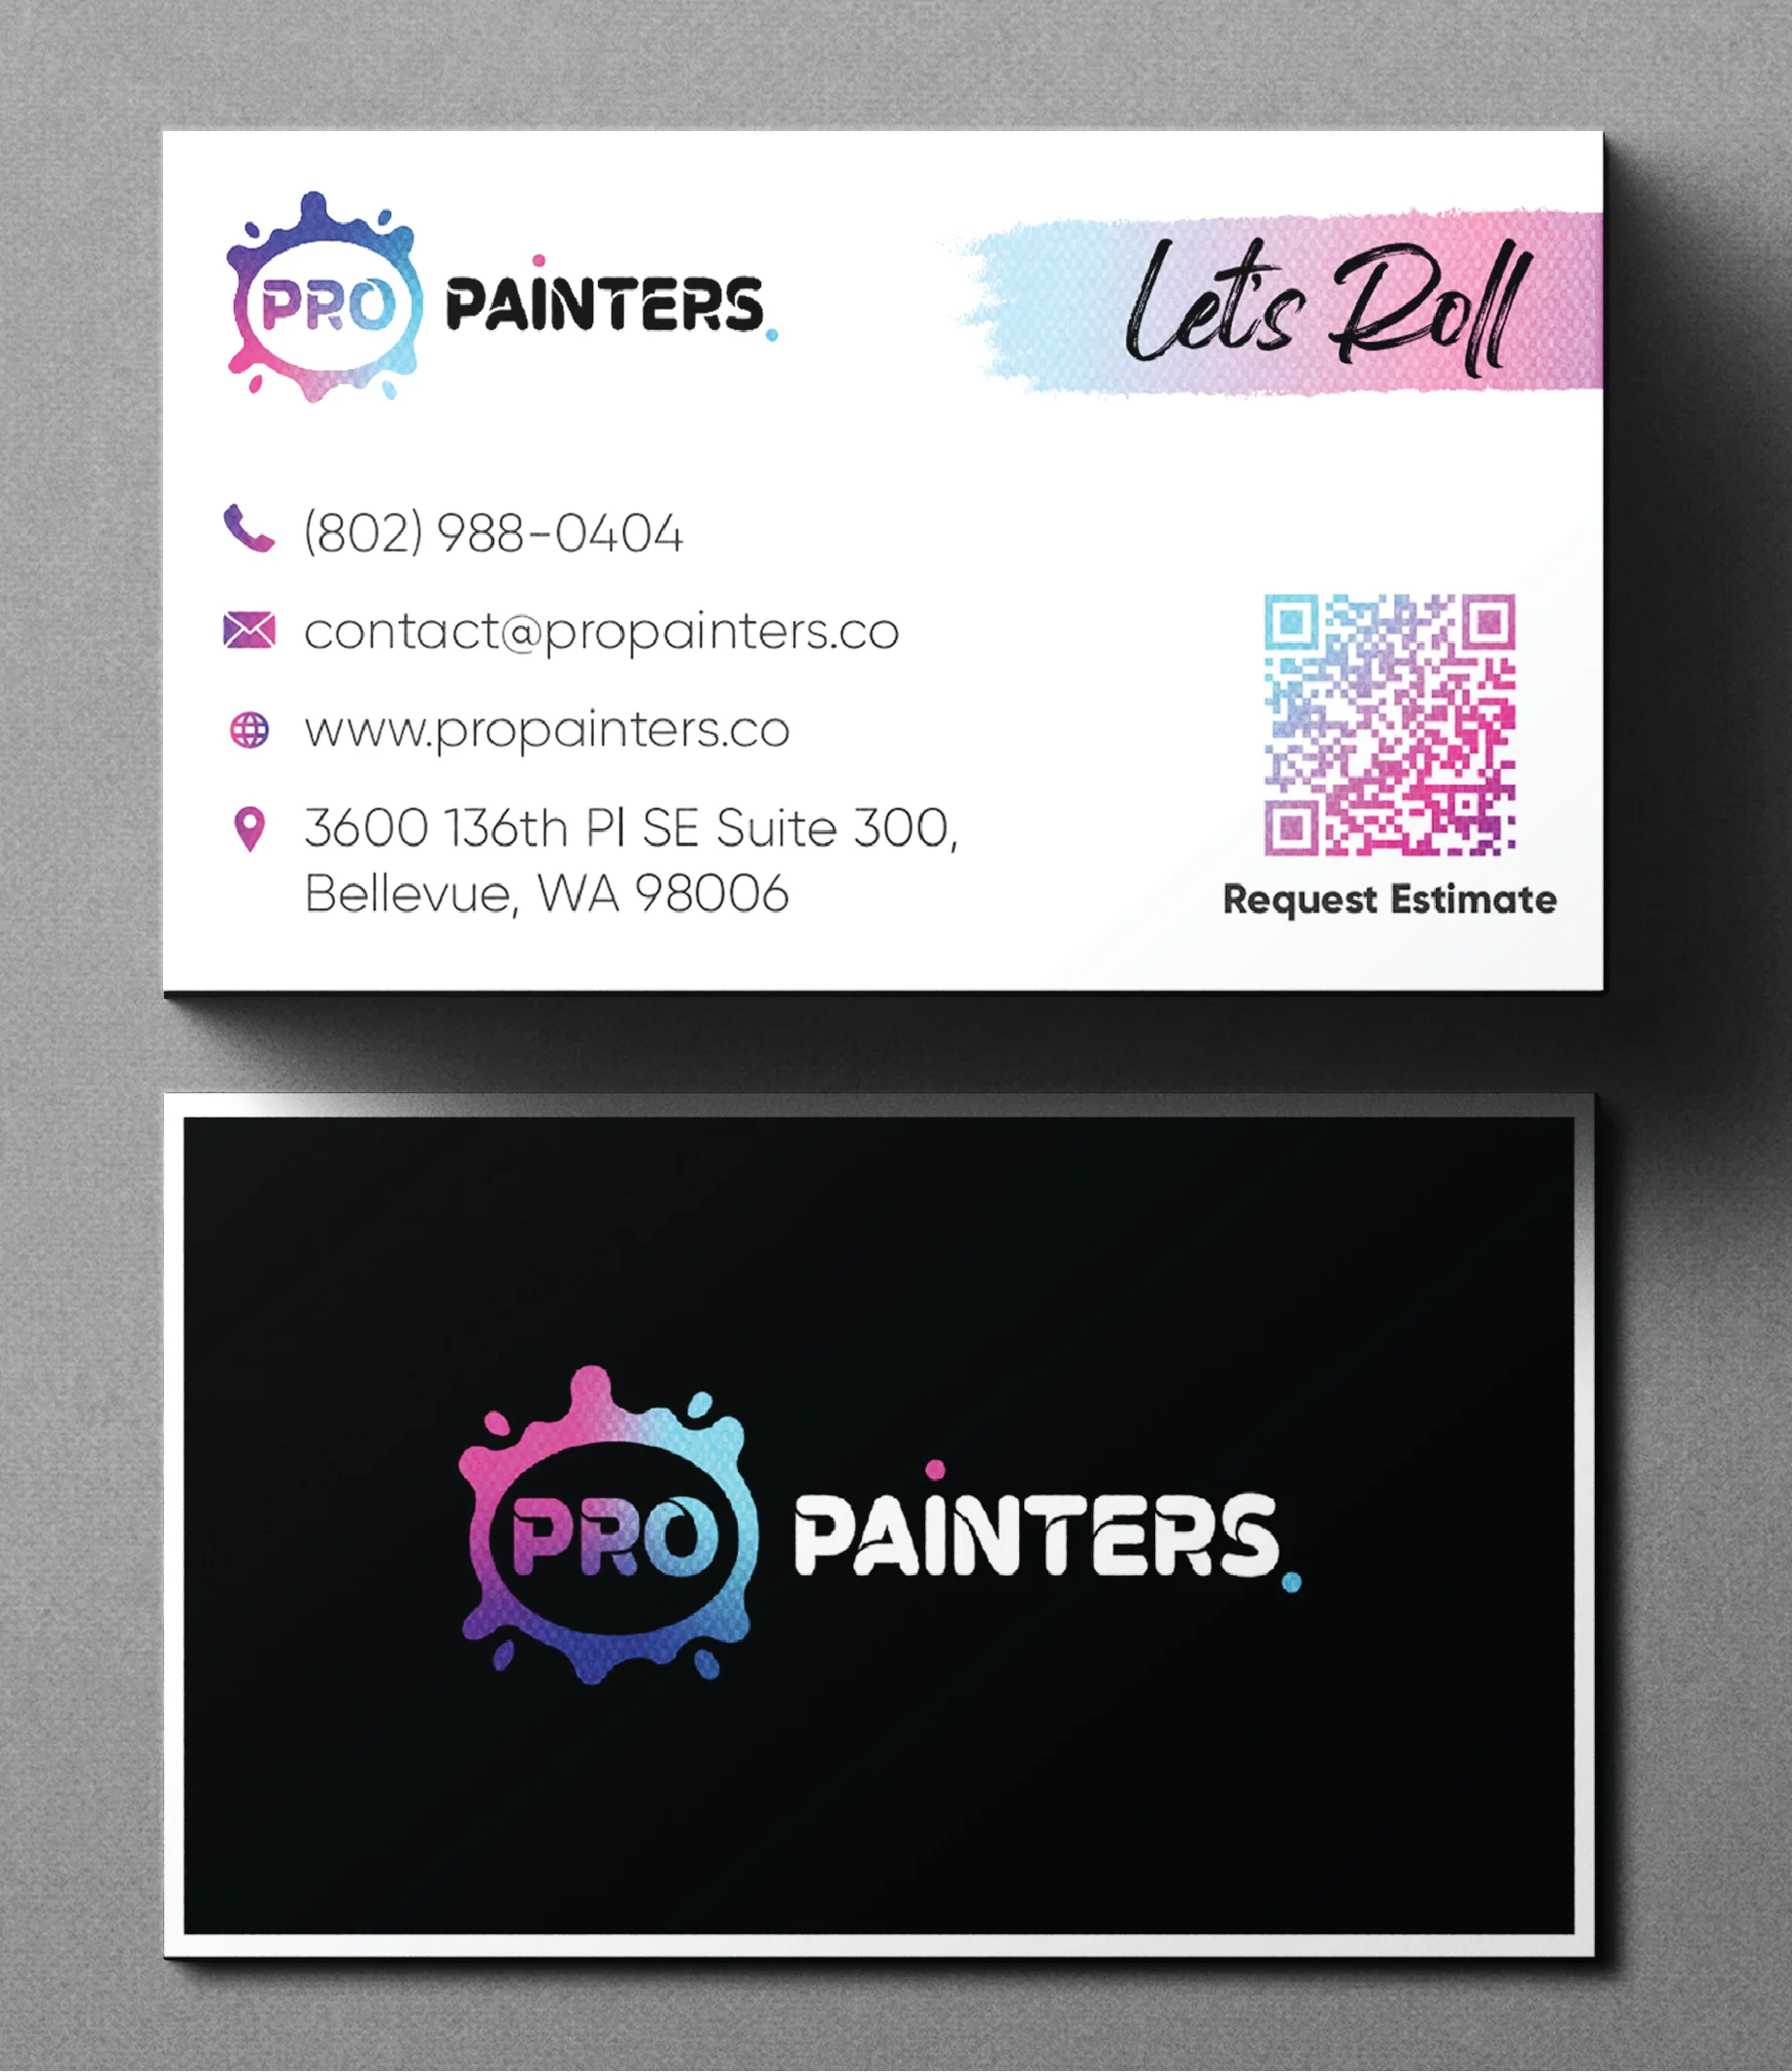 PRO PAINTERS.
Let's Roll
(802) 988-0404
contact@propainters.co
www.propainters.co
3600 136th Pl SE Suite 300,
Bellevue, WA 98006
Request Estimate
PRO PAINTERS.